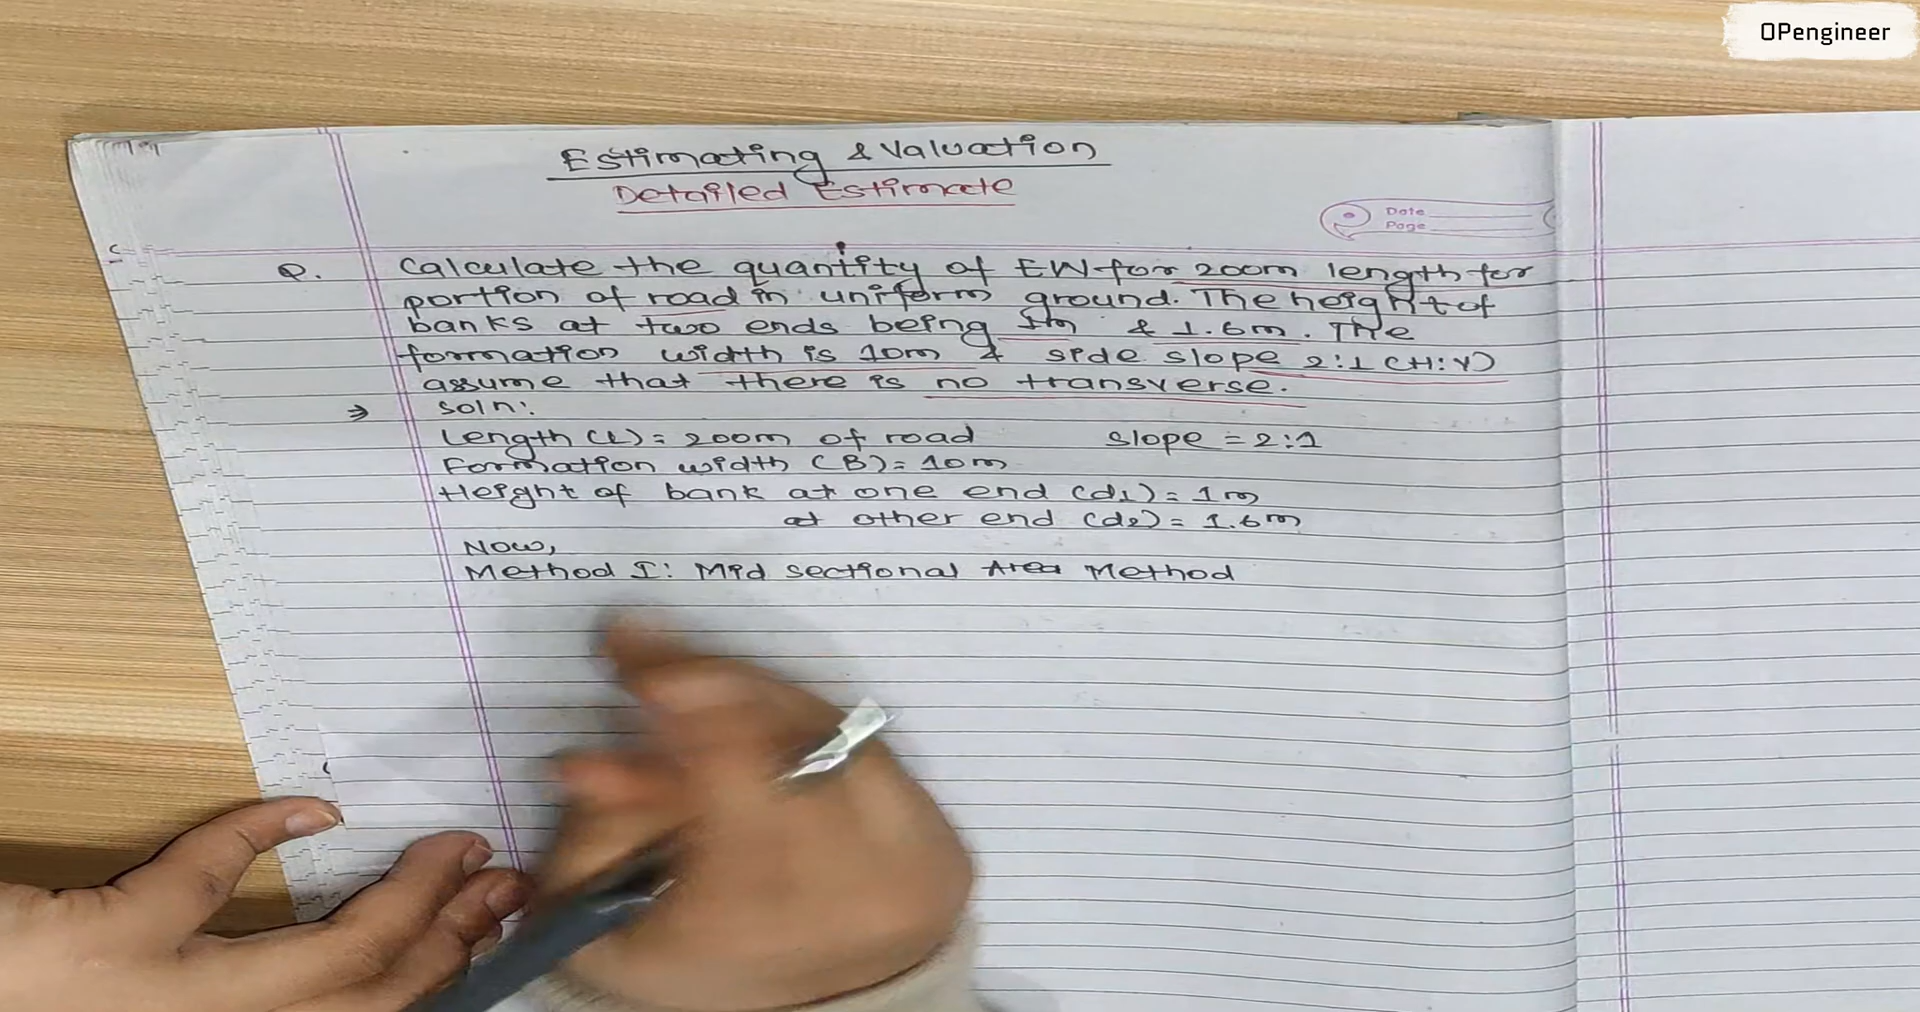 OPengineer
Estimating & Valuation
Detailed Estimate
Date
Page
Q. Calculate the quantity of EW for 200m length for
portion of road in uniform ground. The height of
banks at two ends being 1m & 1.6m. The
formation width is 10m & side slope 2:1 (H:V)
assume that there is no transverse.
⇒ Soln:
Length (L) = 200m of road slope = 2:1
Formation width (B) = 10m
Height of bank at one end (d1) = 1m
at other end (d2) = 1.6m
Now,
Method I: Mid Sectional Area Method